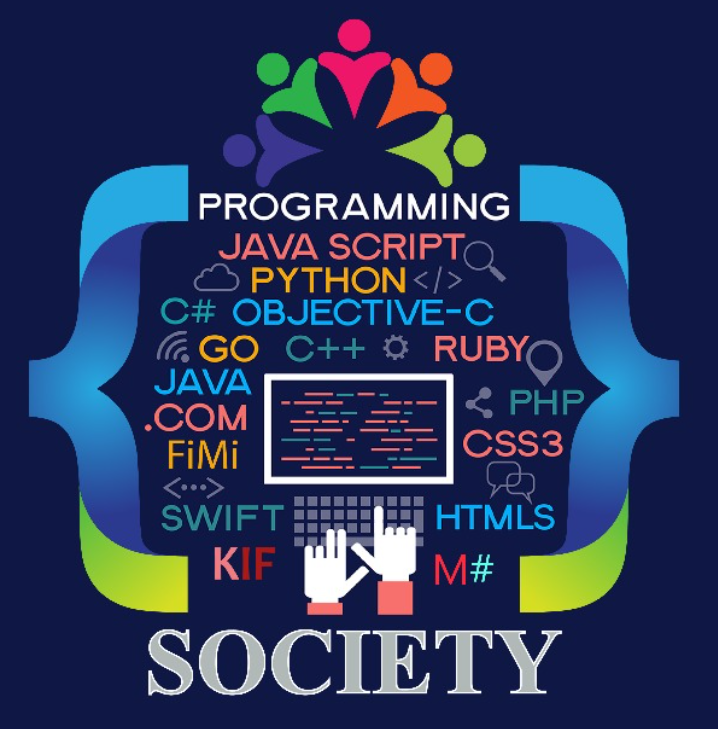 PROGRAMMING
JAVA SCRIPT
PYTHON </>
C# OBJECTIVE-C
GO C++ RUBY
JAVA
PHP
.COM
CSS3
FiMi
<•••>
SWIFT HTMLS
KIF M#
SOCIETY